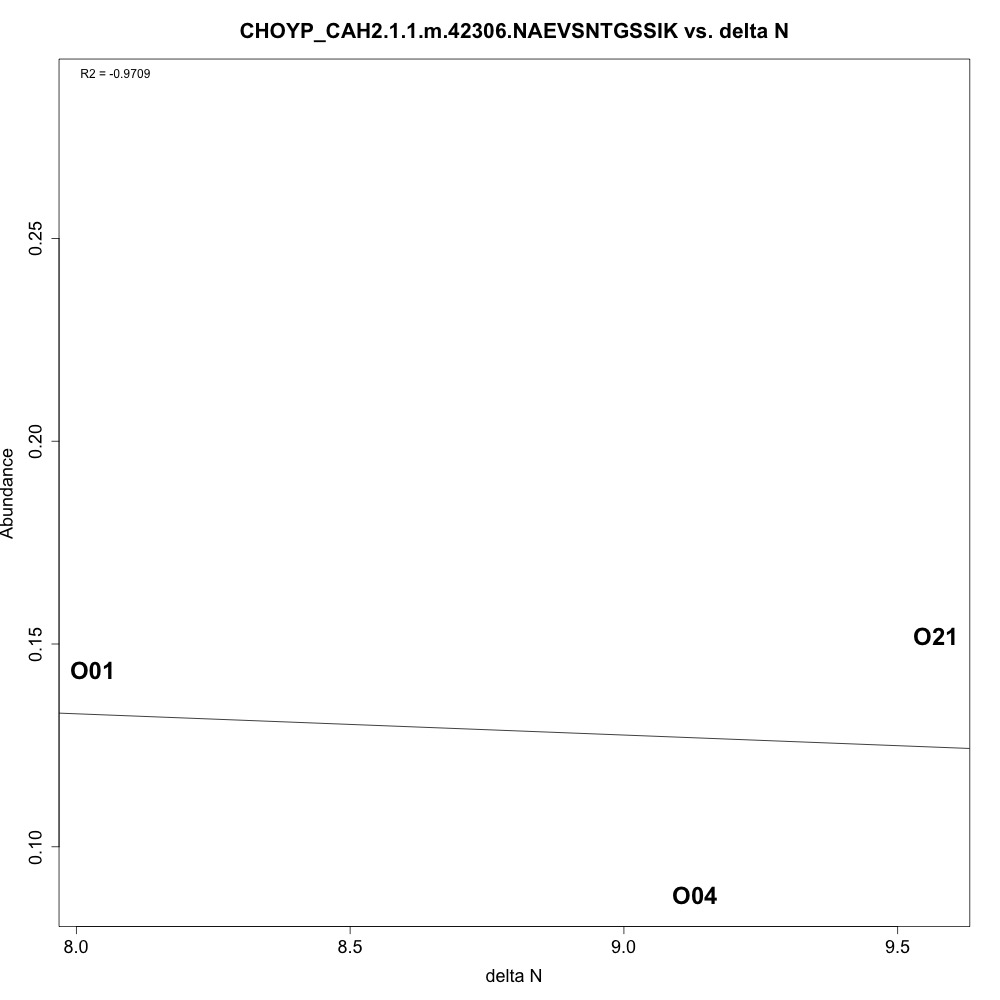 CHOYP_CAH2.1.1.m.42306.NAEVSNTGSSIK vs. delta N
R2 = -0.9709
0.25
0.20
Abundance
0.15
O21
O01
0.10
O04
8.0 8.5 9.0 9.5
delta N